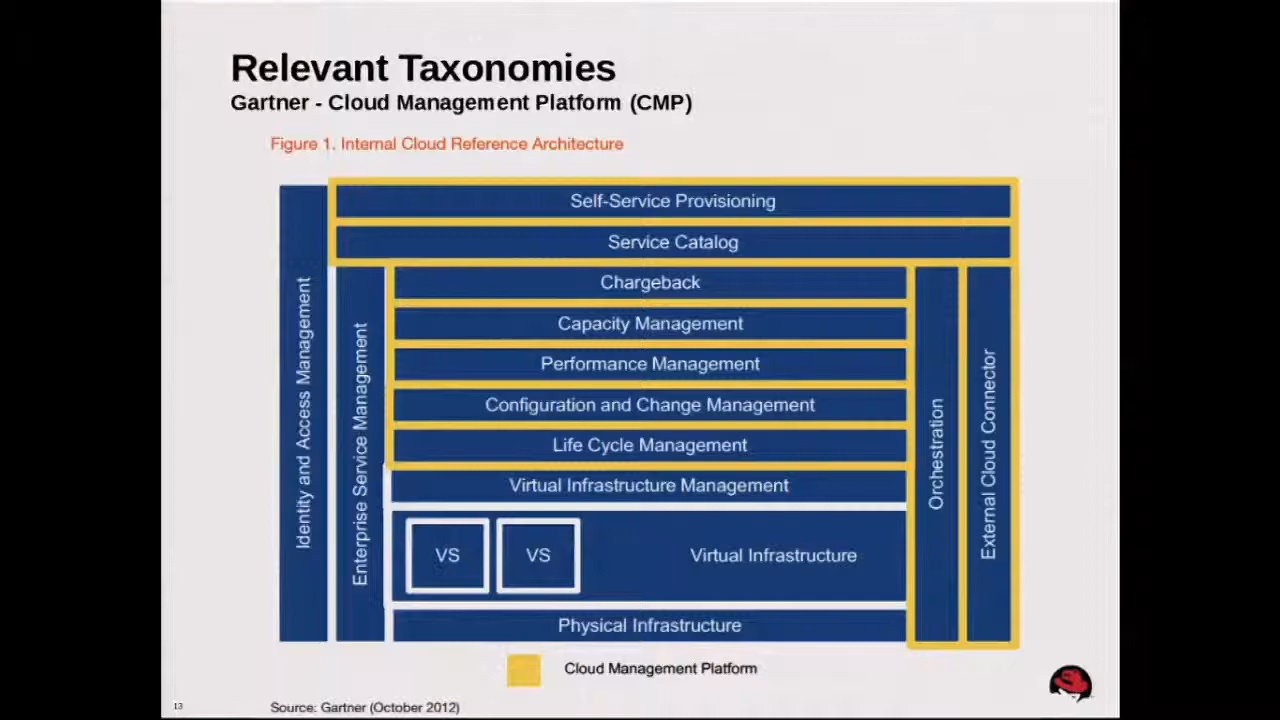 Relevant Taxonomies
Gartner - Cloud Management Platform (CMP)
Figure 1. Internal Cloud Reference Architecture
Identity and Access Management
Self-Service Provisioning
Service Catalog
Enterprise Service Management
Chargeback
Capacity Management
Performance Management
Configuration and Change Management
Life Cycle Management
Virtual Infrastructure Management
VS
VS
Virtual Infrastructure
Physical Infrastructure
Orchestration
External Cloud Connector
Cloud Management Platform
13
Source: Gartner (October 2012)